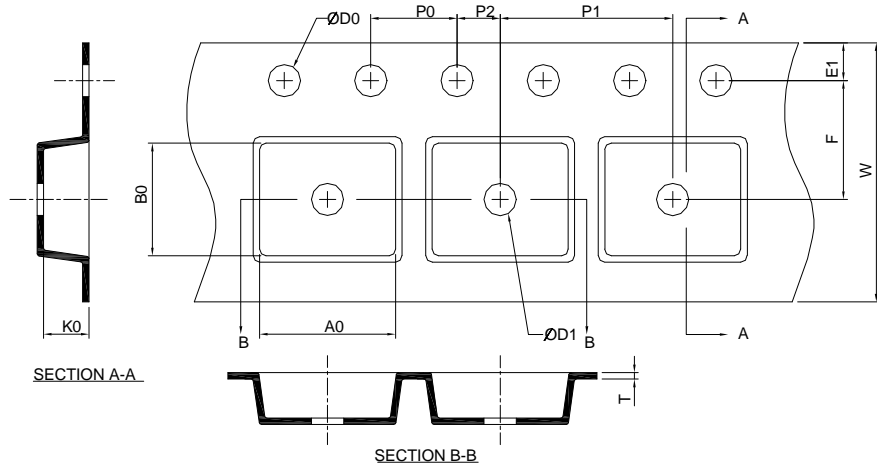 ØD0
P0
P2
P1
A
E1
F
W
B0
K0
A0
B
ØD1
B
A
SECTION A-A
T
SECTION B-B